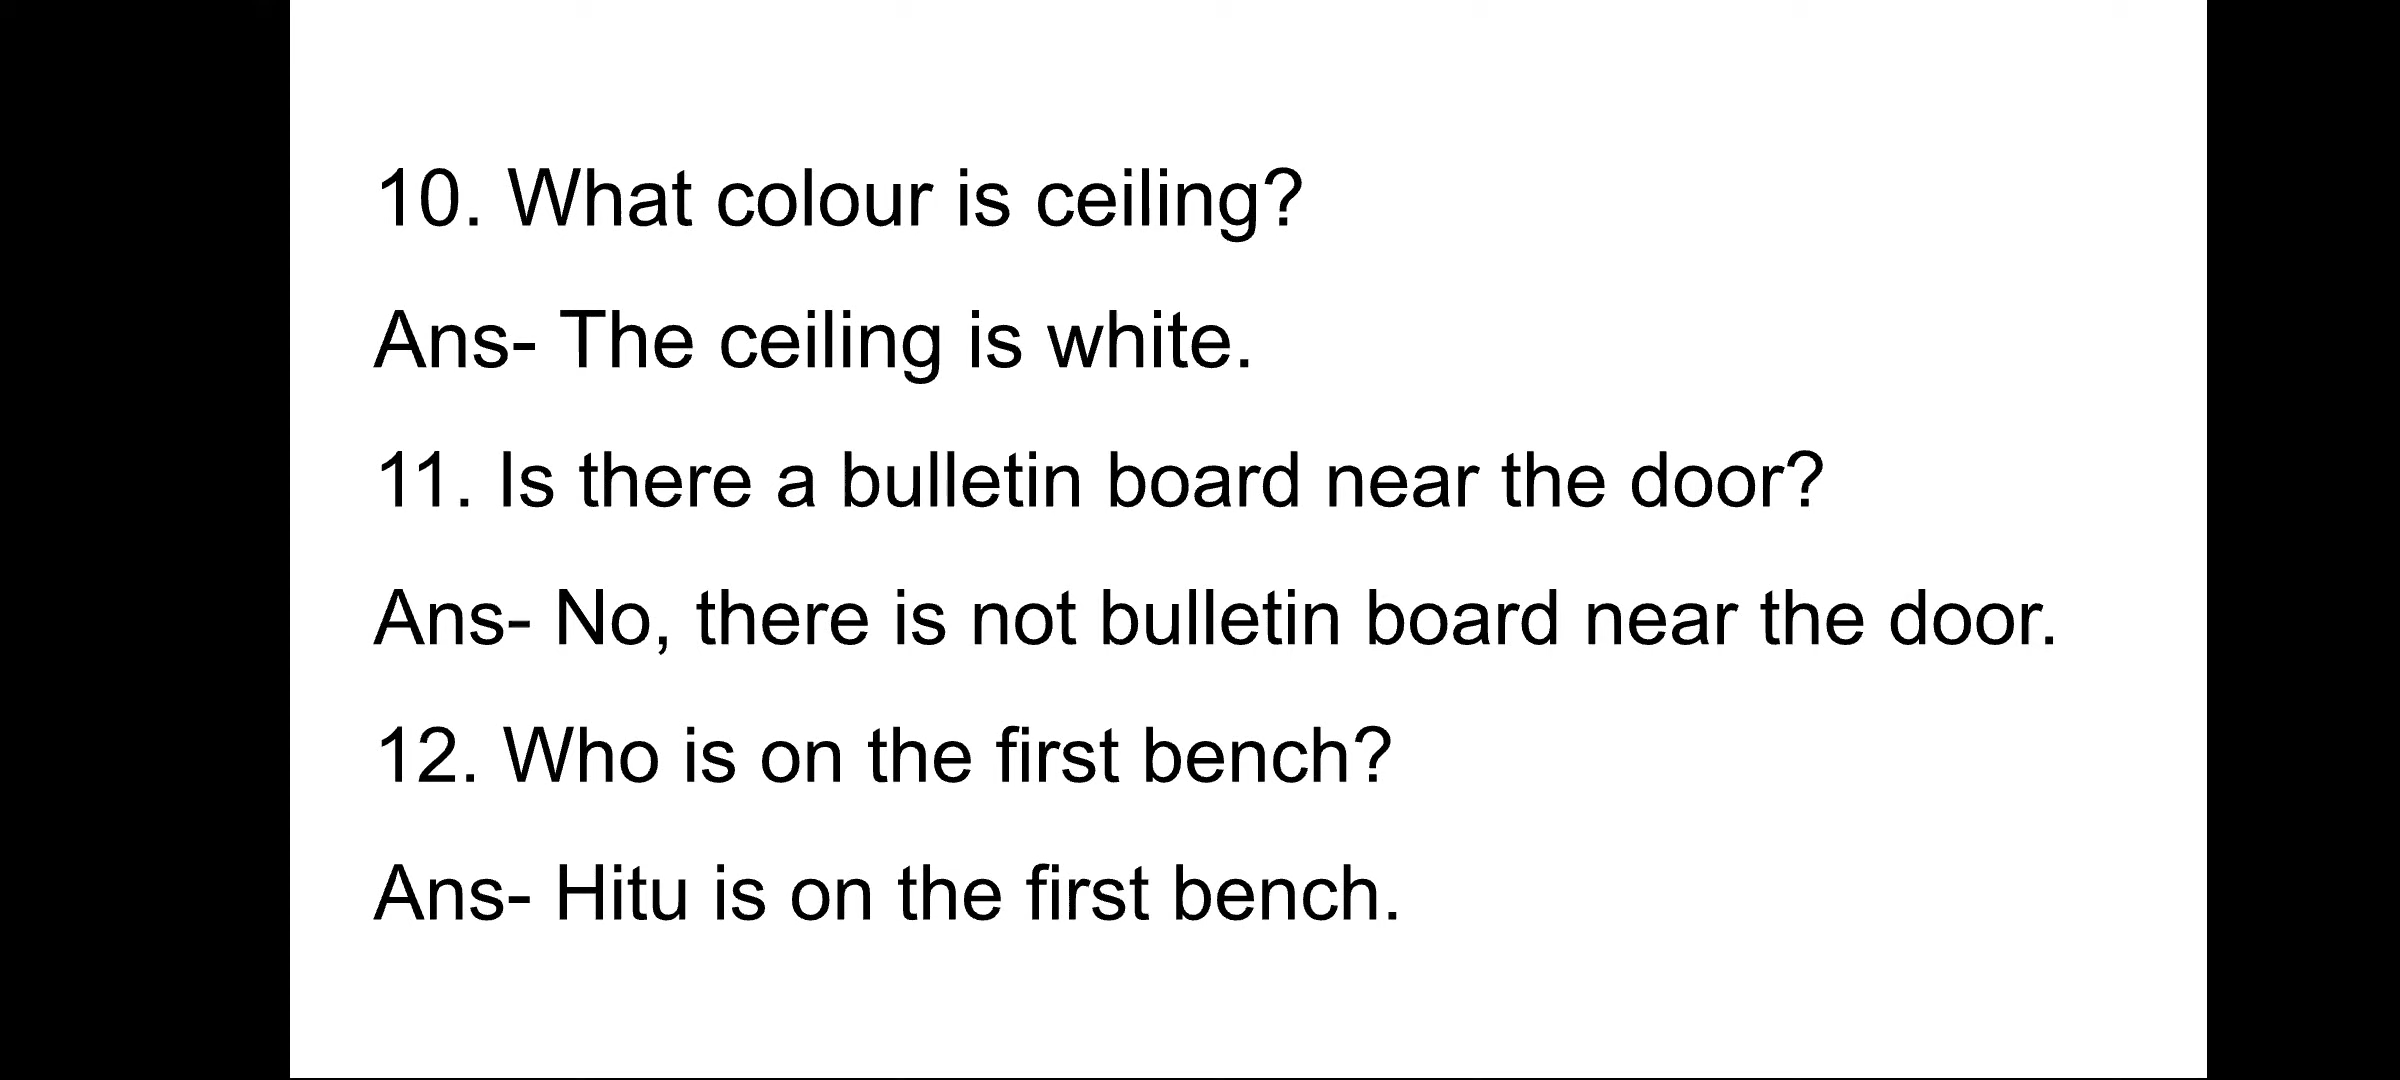 10. What colour is ceiling?
Ans- The ceiling is white.
11. Is there a bulletin board near the door?
Ans- No, there is not bulletin board near the door.
12. Who is on the first bench?
Ans- Hitu is on the first bench.